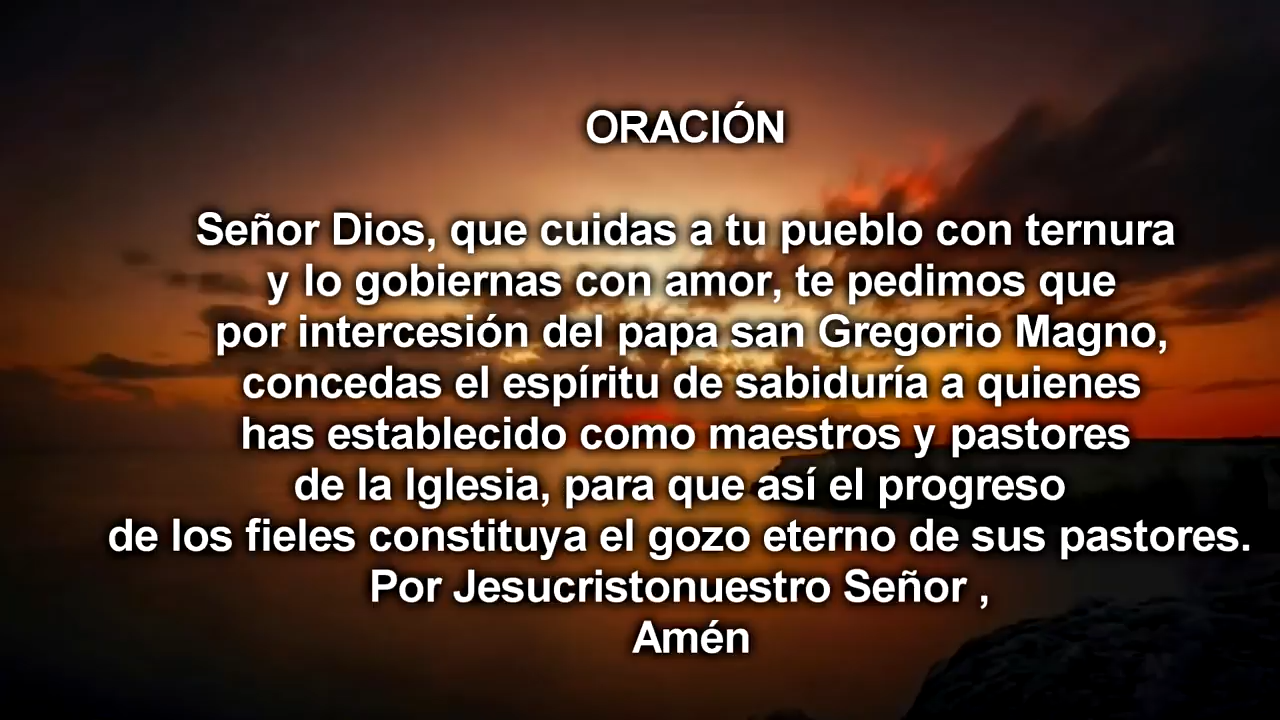 ORACIÓN
Señor Dios, que cuidas a tu pueblo con ternura
y lo gobiernas con amor, te pedimos que
por intercesión del papa san Gregorio Magno,
concedas el espíritu de sabiduría a quienes
has establecido como maestros y pastores
de la Iglesia, para que así el progreso
de los fieles constituya el gozo eterno de sus pastores.
Por Jesucristonuestro Señor ,
Amén